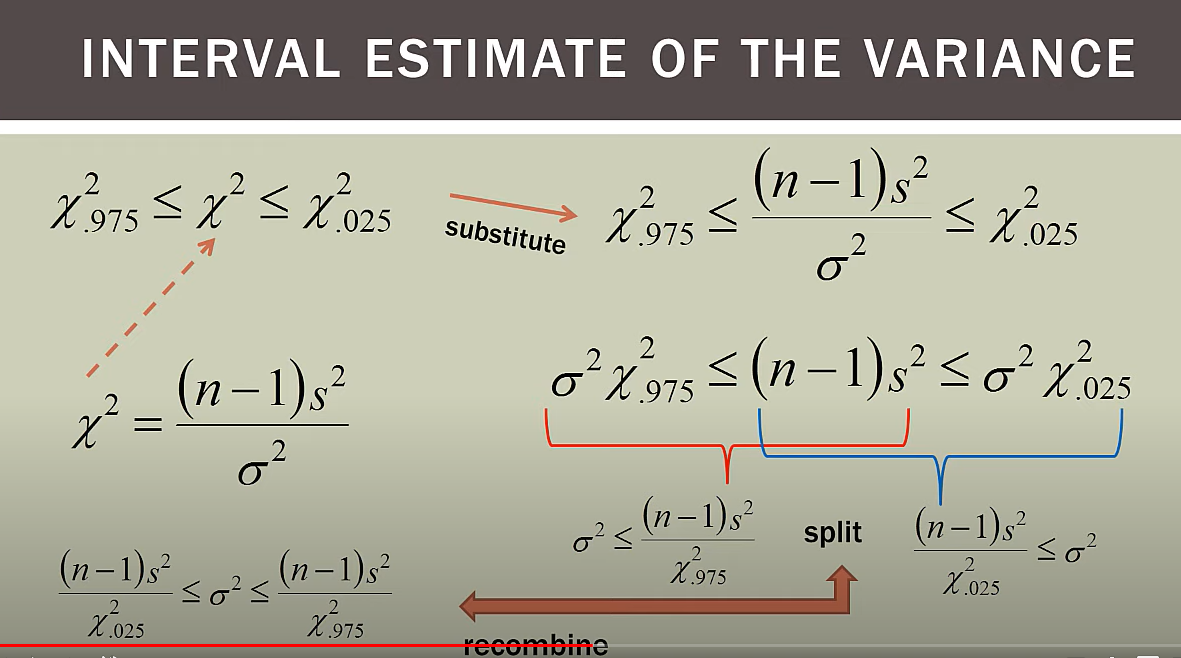 INTERVAL ESTIMATE OF THE VARIANCE
χ².975 ≤ χ² ≤ χ².025
substitute
χ².975 ≤ (n−1)s²/σ² ≤ χ².025
χ² = (n−1)s²/σ²
σ²χ².975 ≤ (n−1)s² ≤ σ²χ².025
σ² ≤ (n−1)s²/χ².975
split
(n−1)s²/χ².025 ≤ σ²
(n−1)s²/χ².025 ≤ σ² ≤ (n−1)s²/χ².975
recombine